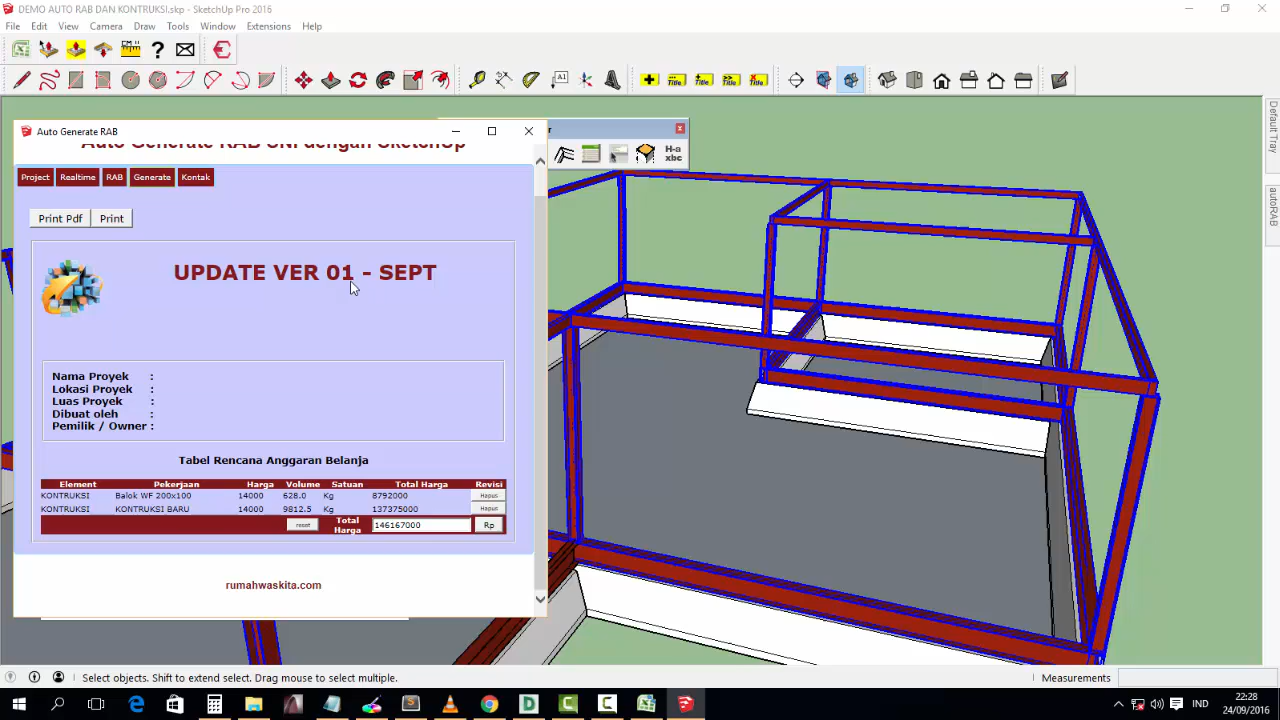 DEMO AUTO RAB DAN KONTRUKSI.skp - SketchUp Pro 2016
File Edit View Camera Draw Tools Window Extensions Help
A1
Title Title Title Title
Default Tray
autoRAB
Auto Generate RAB
r
H-a
xbc
Auto Generate RAB SNI dengan SketchUp
Project Realtime RAB Generate Kontak
Print Pdf Print
UPDATE VER 01 - SEPT
Nama Proyek :
Lokasi Proyek :
Luas Proyek :
Dibuat oleh :
Pemilik / Owner :
Tabel Rencana Anggaran Belanja
Element Pekerjaan Harga Volume Satuan Total Harga Revisi
KONTRUKSI Balok WF 200x100 14000 628.0 Kg 8792000 Hapus
KONTRUKSI KONTRUKSI BARU 14000 9812.5 Kg 137375000 Hapus
reset Total Harga 146167000 Rp
rumahwaskita.com
Select objects. Shift to extend select. Drag mouse to select multiple.
Measurements
IND
22:28
24/09/2016